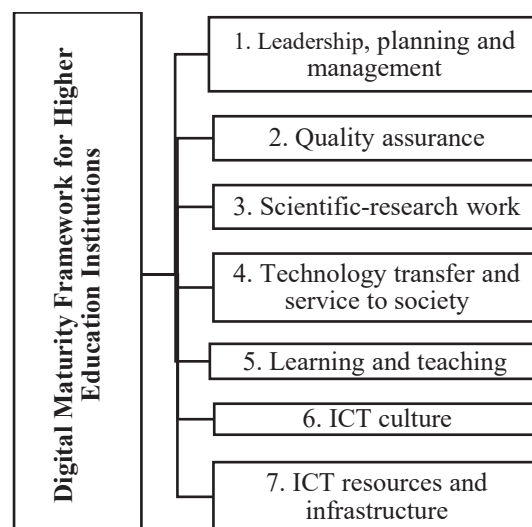 Digital Maturity Framework for Higher
Education Institutions
1. Leadership, planning and
management
2. Quality assurance
3. Scientific-research work
4. Technology transfer and
service to society
5. Learning and teaching
6. ICT culture
7. ICT resources and
infrastructure